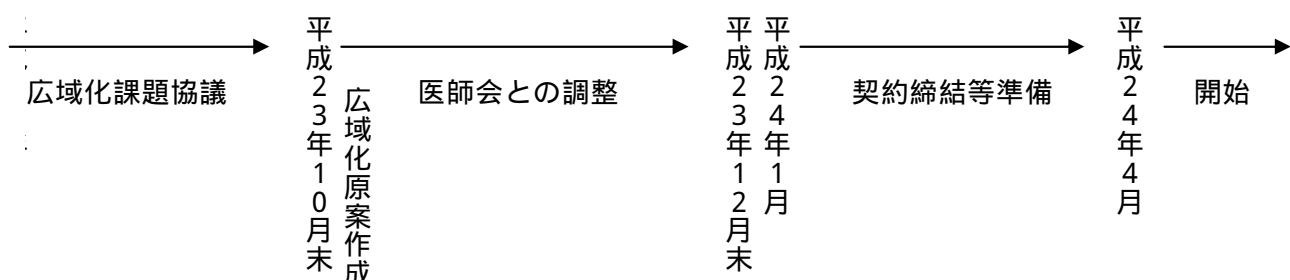 広域化課題協議
平成23年10月末
広域化原案作成
医師会との調整
平成23年12月末
平成24年1月
契約締結等準備
平成24年4月
開始